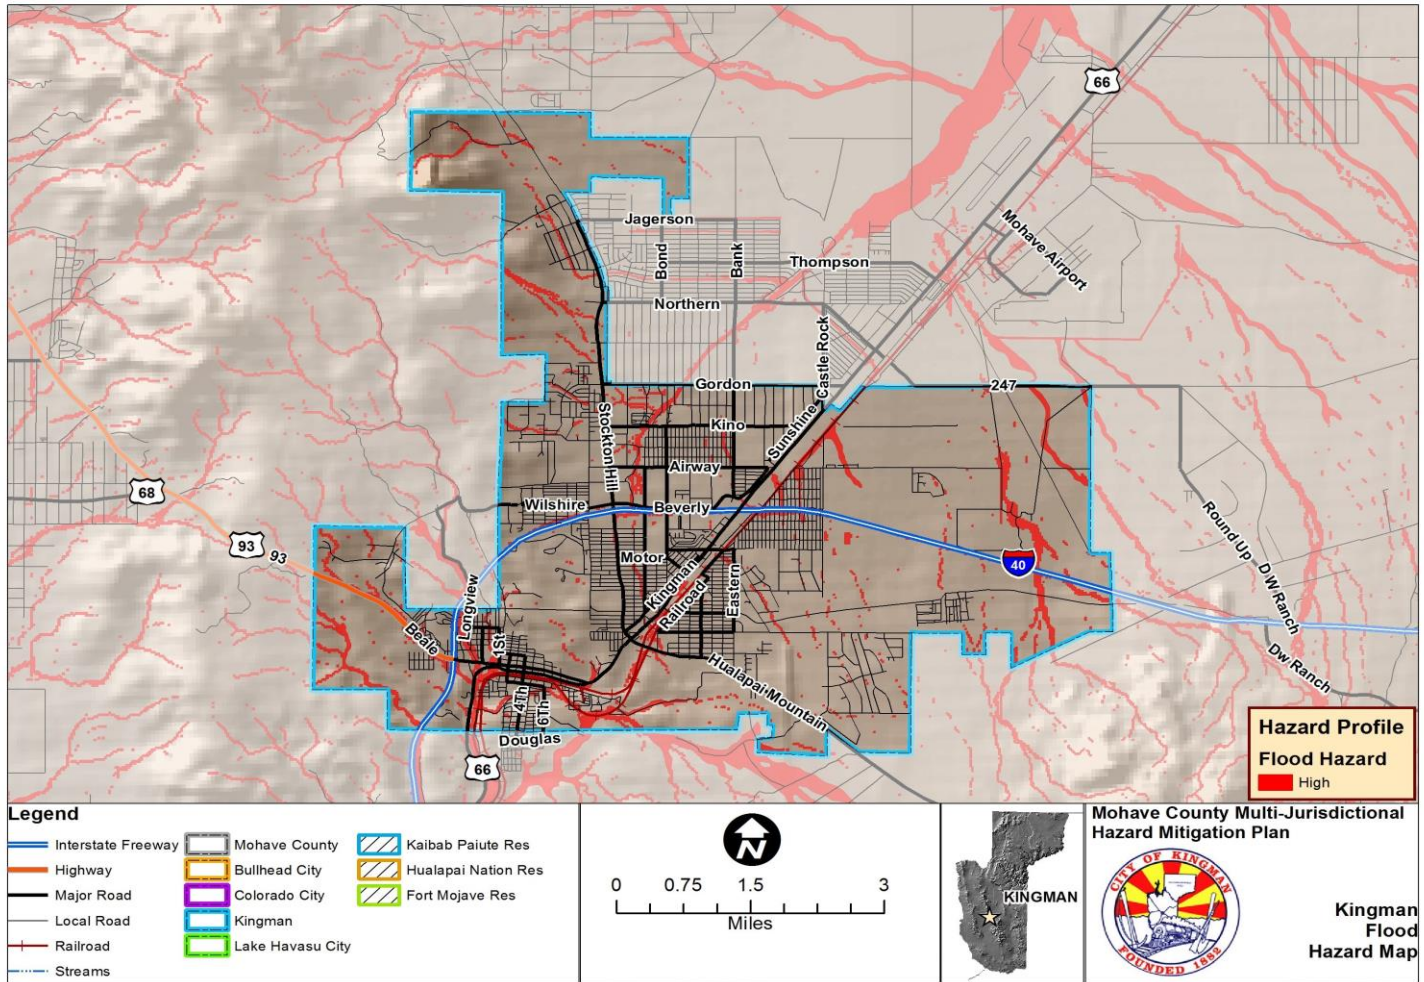 66
Mohave Airport
Jagerson
Bond
Bank
Thompson
Northern
Castle Rock
Gordon
247
Stockton Hill
Kino
Sunshine
Airway
68
Wilshire
Beverly
Round Up
93
93
Motor
40
Kingman
Railroad
Eastern
D W Ranch
Longview
Beale
1St
Hualapai Mountain
Dw Ranch
4Th
6Th
Douglas
66
Hazard Profile
Flood Hazard
High
Legend
Interstate Freeway
Highway
Major Road
Local Road
Railroad
Streams
Mohave County
Bullhead City
Colorado City
Kingman
Lake Havasu City
Kaibab Paiute Res
Hualapai Nation Res
Fort Mojave Res
N
0 0.75 1.5 3
Miles
KINGMAN
Mohave County Multi-Jurisdictional
Hazard Mitigation Plan
CITY OF KINGMAN
FOUNDED 1882
Kingman
Flood
Hazard Map